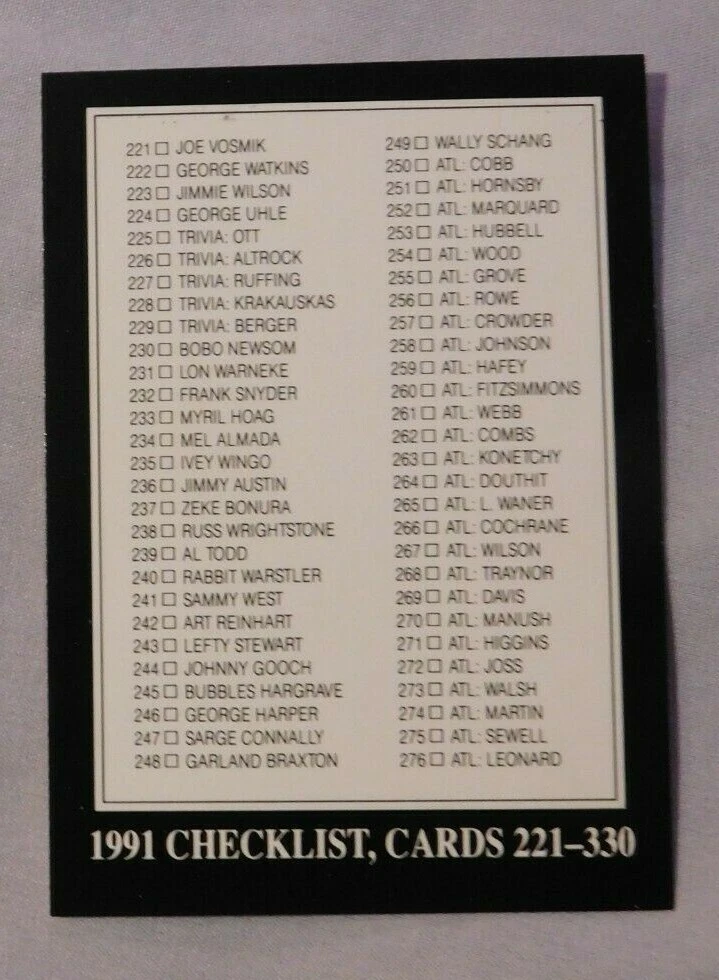 221 ☐ JOE VOSMIK
222 ☐ GEORGE WATKINS
223 ☐ JIMMIE WILSON
224 ☐ GEORGE UHLE
225 ☐ TRIVIA: OTT
226 ☐ TRIVIA: ALTROCK
227 ☐ TRIVIA: RUFFING
228 ☐ TRIVIA: KRAKAUSKAS
229 ☐ TRIVIA: BERGER
230 ☐ BOBO NEWSOM
231 ☐ LON WARNEKE
232 ☐ FRANK SNYDER
233 ☐ MYRIL HOAG
234 ☐ MEL ALMADA
235 ☐ IVEY WINGO
236 ☐ JIMMY AUSTIN
237 ☐ ZEKE BONURA
238 ☐ RUSS WRIGHTSTONE
239 ☐ AL TODD
240 ☐ RABBIT WARSTLER
241 ☐ SAMMY WEST
242 ☐ ART REINHART
243 ☐ LEFTY STEWART
244 ☐ JOHNNY GOOCH
245 ☐ BUBBLES HARGRAVE
246 ☐ GEORGE HARPER
247 ☐ SARGE CONNALLY
248 ☐ GARLAND BRAXTON
249 ☐ WALLY SCHANG
250 ☐ ATL: COBB
251 ☐ ATL: HORNSBY
252 ☐ ATL: MARQUARD
253 ☐ ATL: HUBBELL
254 ☐ ATL: WOOD
255 ☐ ATL: GROVE
256 ☐ ATL: ROWE
257 ☐ ATL: CROWDER
258 ☐ ATL: JOHNSON
259 ☐ ATL: HAFEY
260 ☐ ATL: FITZSIMMONS
261 ☐ ATL: WEBB
262 ☐ ATL: COMBS
263 ☐ ATL: KONETCHY
264 ☐ ATL: DOUTHIT
265 ☐ ATL: L. WANER
266 ☐ ATL: COCHRANE
267 ☐ ATL: WILSON
268 ☐ ATL: TRAYNOR
269 ☐ ATL: DAVIS
270 ☐ ATL: MANUSH
271 ☐ ATL: HIGGINS
272 ☐ ATL: JOSS
273 ☐ ATL: WALSH
274 ☐ ATL: MARTIN
275 ☐ ATL: SEWELL
276 ☐ ATL: LEONARD
1991 CHECKLIST, CARDS 221–330